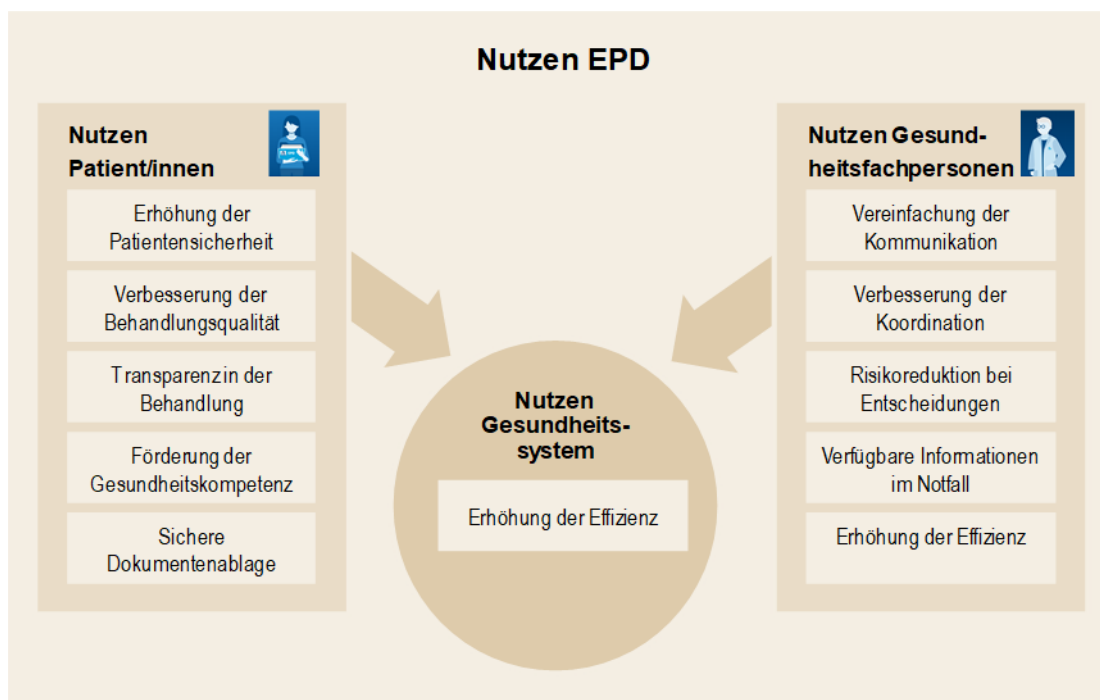 Nutzen EPD
Nutzen
Patient/innen
Erhöhung der
Patientensicherheit
Verbesserung der
Behandlungsqualität
Transparenz in der
Behandlung
Förderung der
Gesundheitskompetenz
Sichere
Dokumentenablage
Nutzen
Gesundheits-
system
Erhöhung der Effizienz
Nutzen Gesund-
heitsfachpersonen
Vereinfachung der
Kommunikation
Verbesserung der
Koordination
Risikoreduktion bei
Entscheidungen
Verfügbare Informationen
im Notfall
Erhöhung der Effizienz